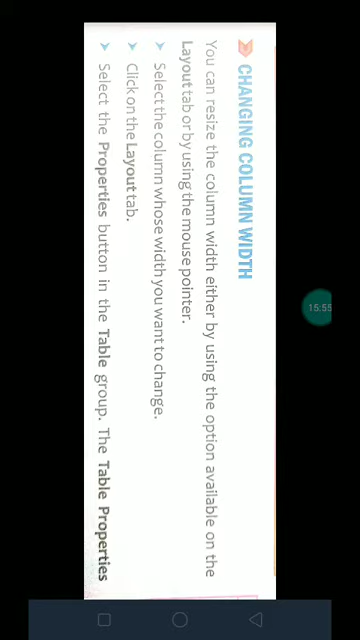 CHANGING COLUMN WIDTH
You can resize the column width either by using the option available on the
Layout tab or by using the mouse pointer.
➤ Select the column whose width you want to change.
➤ Click on the Layout tab.
➤ Select the Properties button in the Table group. The Table Properties
15:55